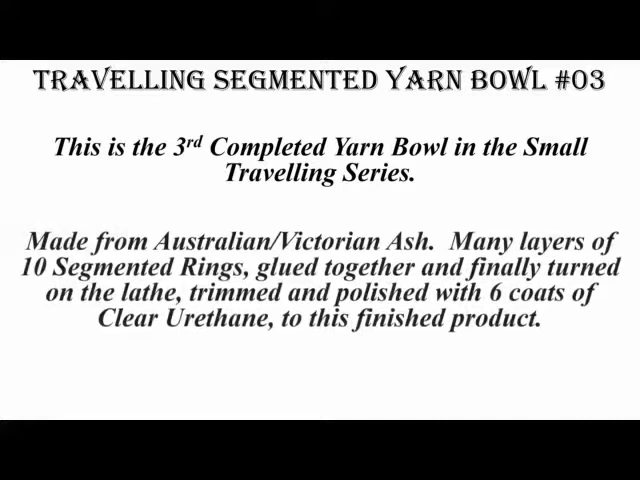 TRAVELLING SEGMENTED YARN BOWL #03
This is the 3rd Completed Yarn Bowl in the Small
Travelling Series.
Made from Australian/Victorian Ash.  Many layers of
10 Segmented Rings, glued together and finally turned
on the lathe, trimmed and polished with 6 coats of
Clear Urethane, to this finished product.